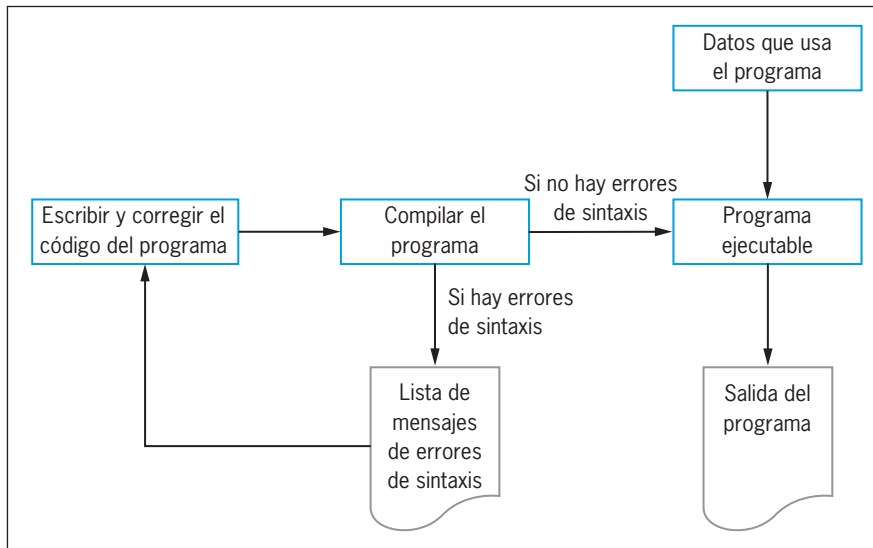 Datos que usa
el programa
Si no hay errores
de sintaxis
Escribir y corregir el
código del programa
Compilar el
programa
Programa
ejecutable
Si hay errores
de sintaxis
Lista de
mensajes
de errores
de sintaxis
Salida del
programa